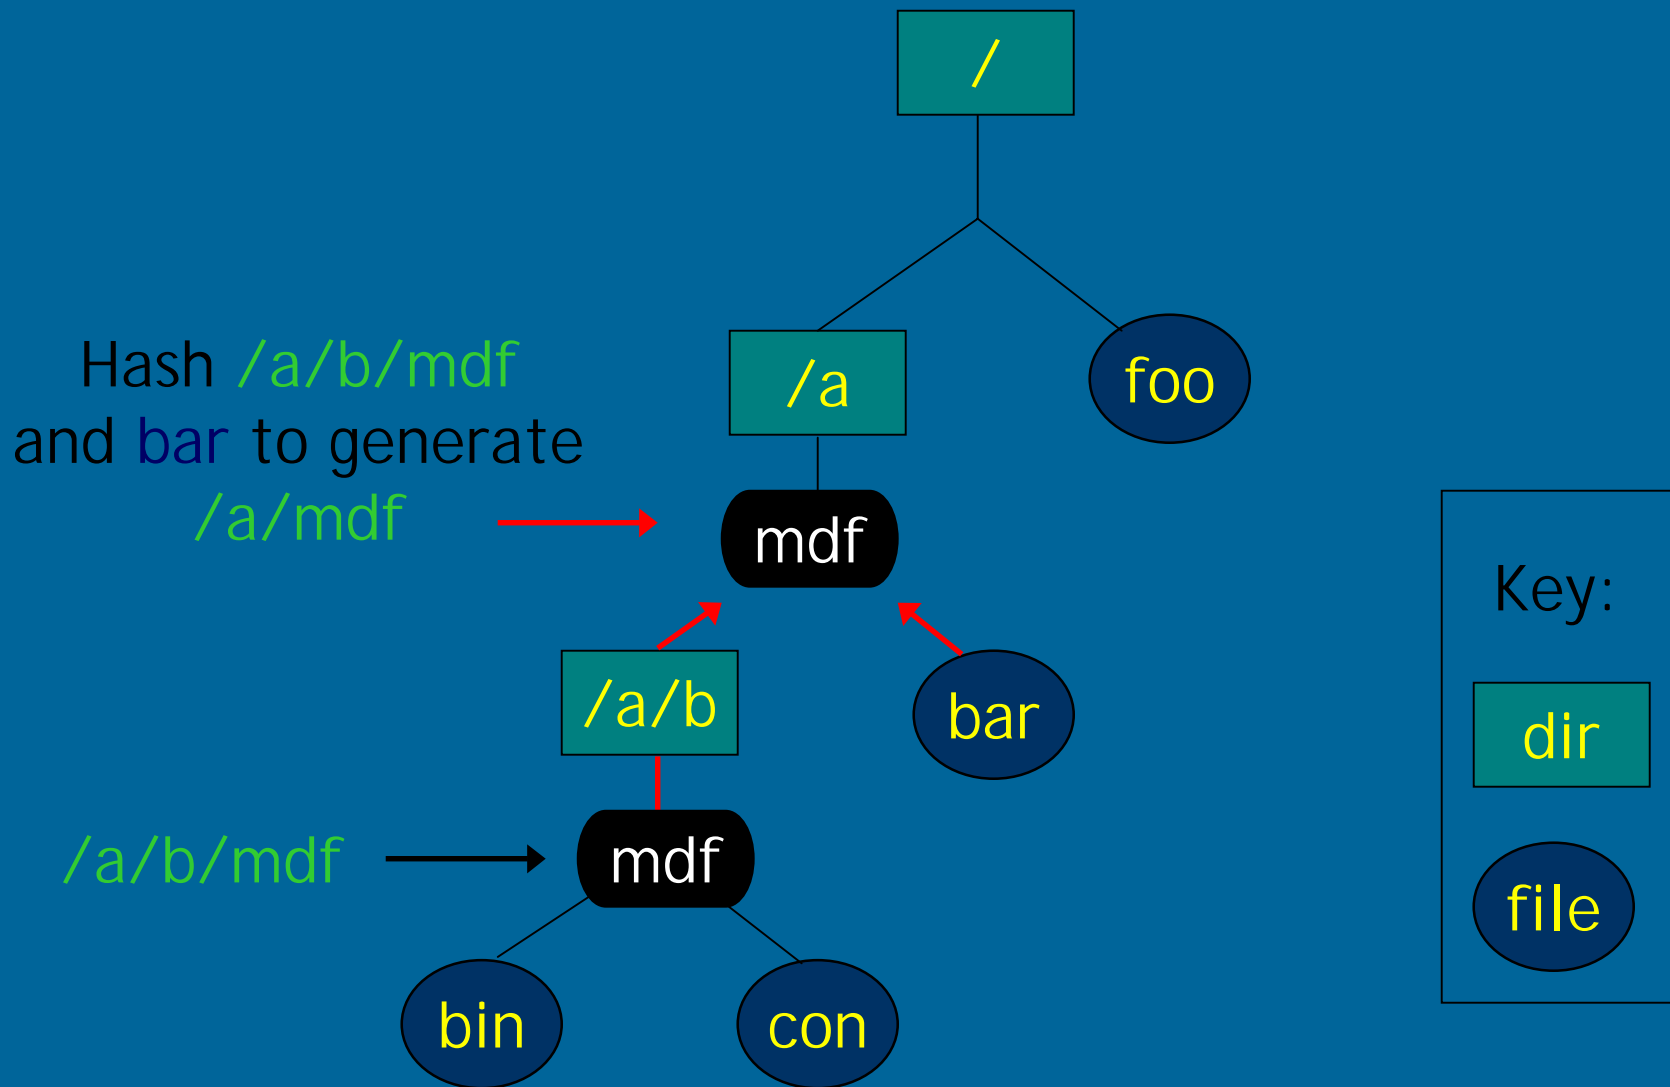 /
Hash /a/b/mdf
and bar to generate
/a/mdf
/a
foo
mdf
Key:
/a/b
bar
dir
/a/b/mdf
mdf
file
bin
con